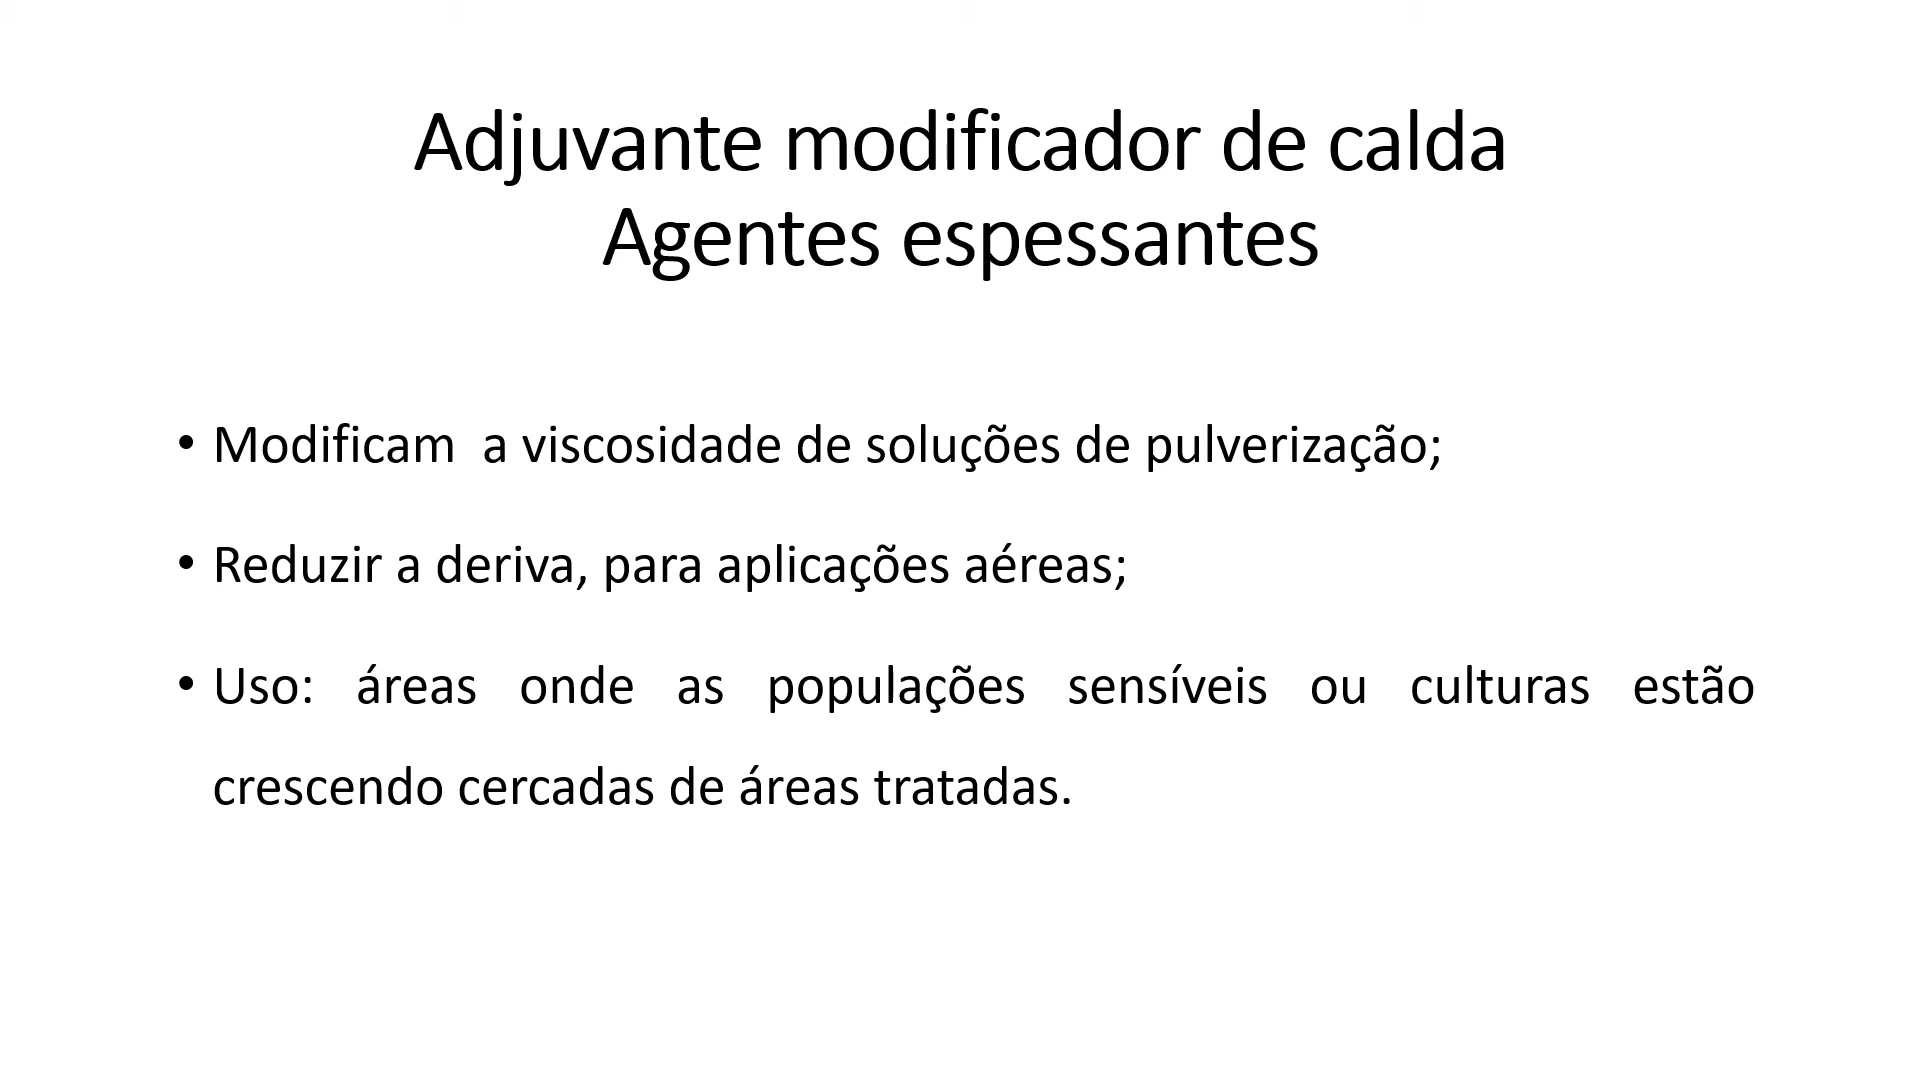 Adjuvante modificador de calda
Agentes espessantes
• Modificam  a viscosidade de soluções de pulverização;
• Reduzir a deriva, para aplicações aéreas;
• Uso: áreas onde as populações sensíveis ou culturas estão
crescendo cercadas de áreas tratadas.